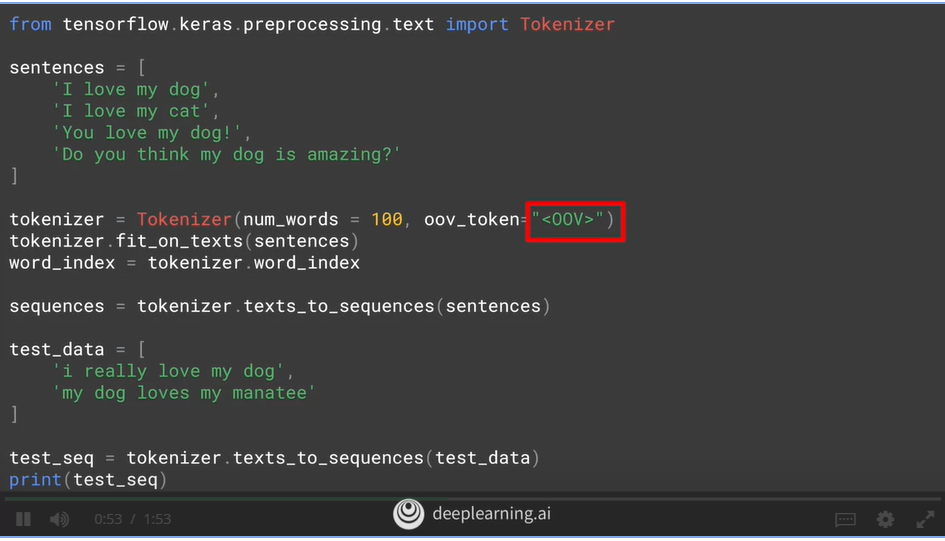 from tensorflow.keras.preprocessing.text import Tokenizer
sentences = [
'I love my dog',
'I love my cat',
'You love my dog!',
'Do you think my dog is amazing?'
]
tokenizer = Tokenizer(num_words = 100, oov_token="<OOV>")
tokenizer.fit_on_texts(sentences)
word_index = tokenizer.word_index
sequences = tokenizer.texts_to_sequences(sentences)
test_data = [
'i really love my dog',
'my dog loves my manatee'
]
test_seq = tokenizer.texts_to_sequences(test_data)
print(test_seq)
0:53 / 1:53
deeplearning.ai